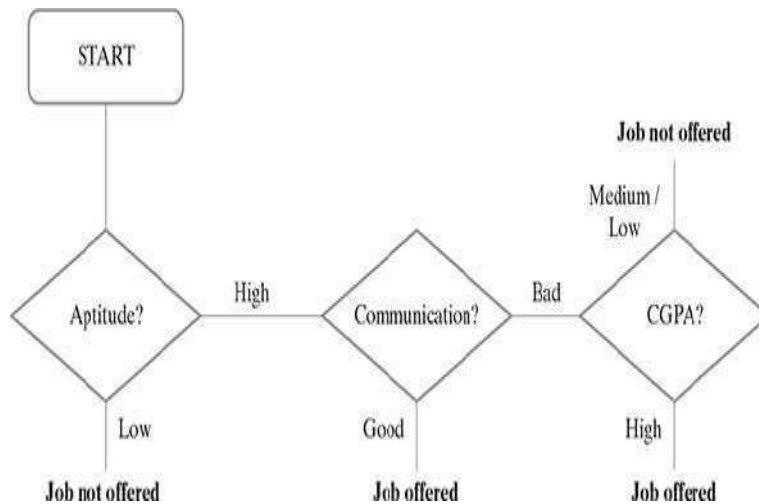 START
Job not offered
Medium /
Low
Aptitude?
High
Communication?
Bad
CGPA?
Low
Good
High
Job not offered
Job offered
Job offered